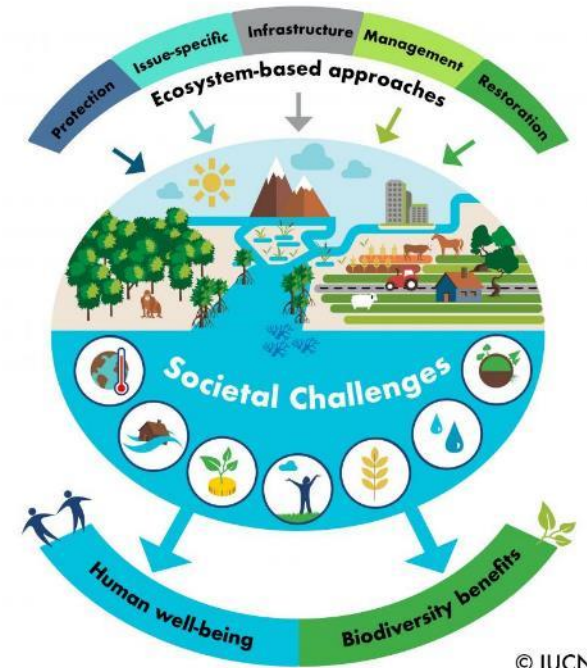 Protection
Issue-specific
Infrastructure
Management
Restoration
Ecosystem-based approaches
Societal Challenges
Human well-being
Biodiversity benefits
© IUCN